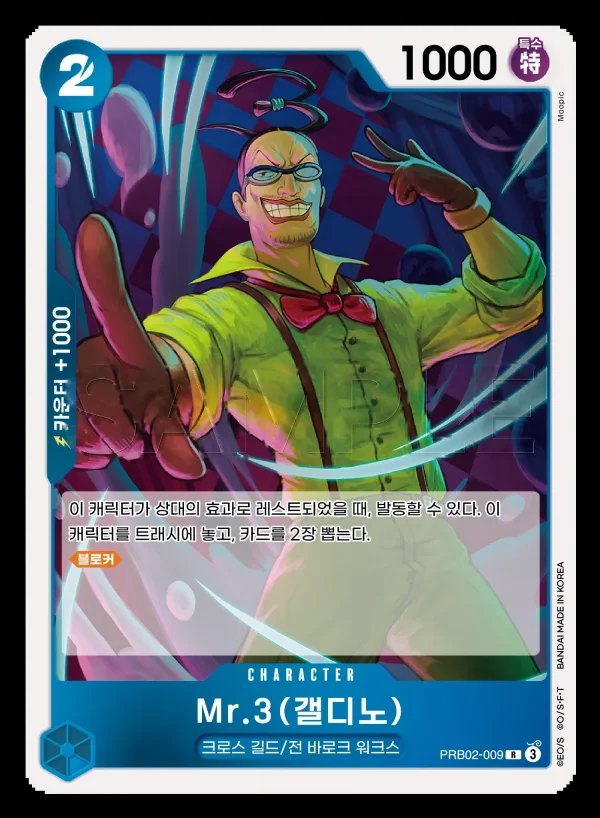 2
1000
특수
特
Moopic
카운터 +1000
SAMPLE
이 캐릭터가 상대의 효과로 레스트되었을 때, 발동할 수 있다. 이
캐릭터를 트래시에 놓고, 카드를 2장 뽑는다.
블로커
CHARACTER
Mr.3(갤디노)
크로스 길드/전 바로크 워크스
PRB02-009 R 3
©EO/S ©O/S·F·T BANDAI MADE IN KOREA